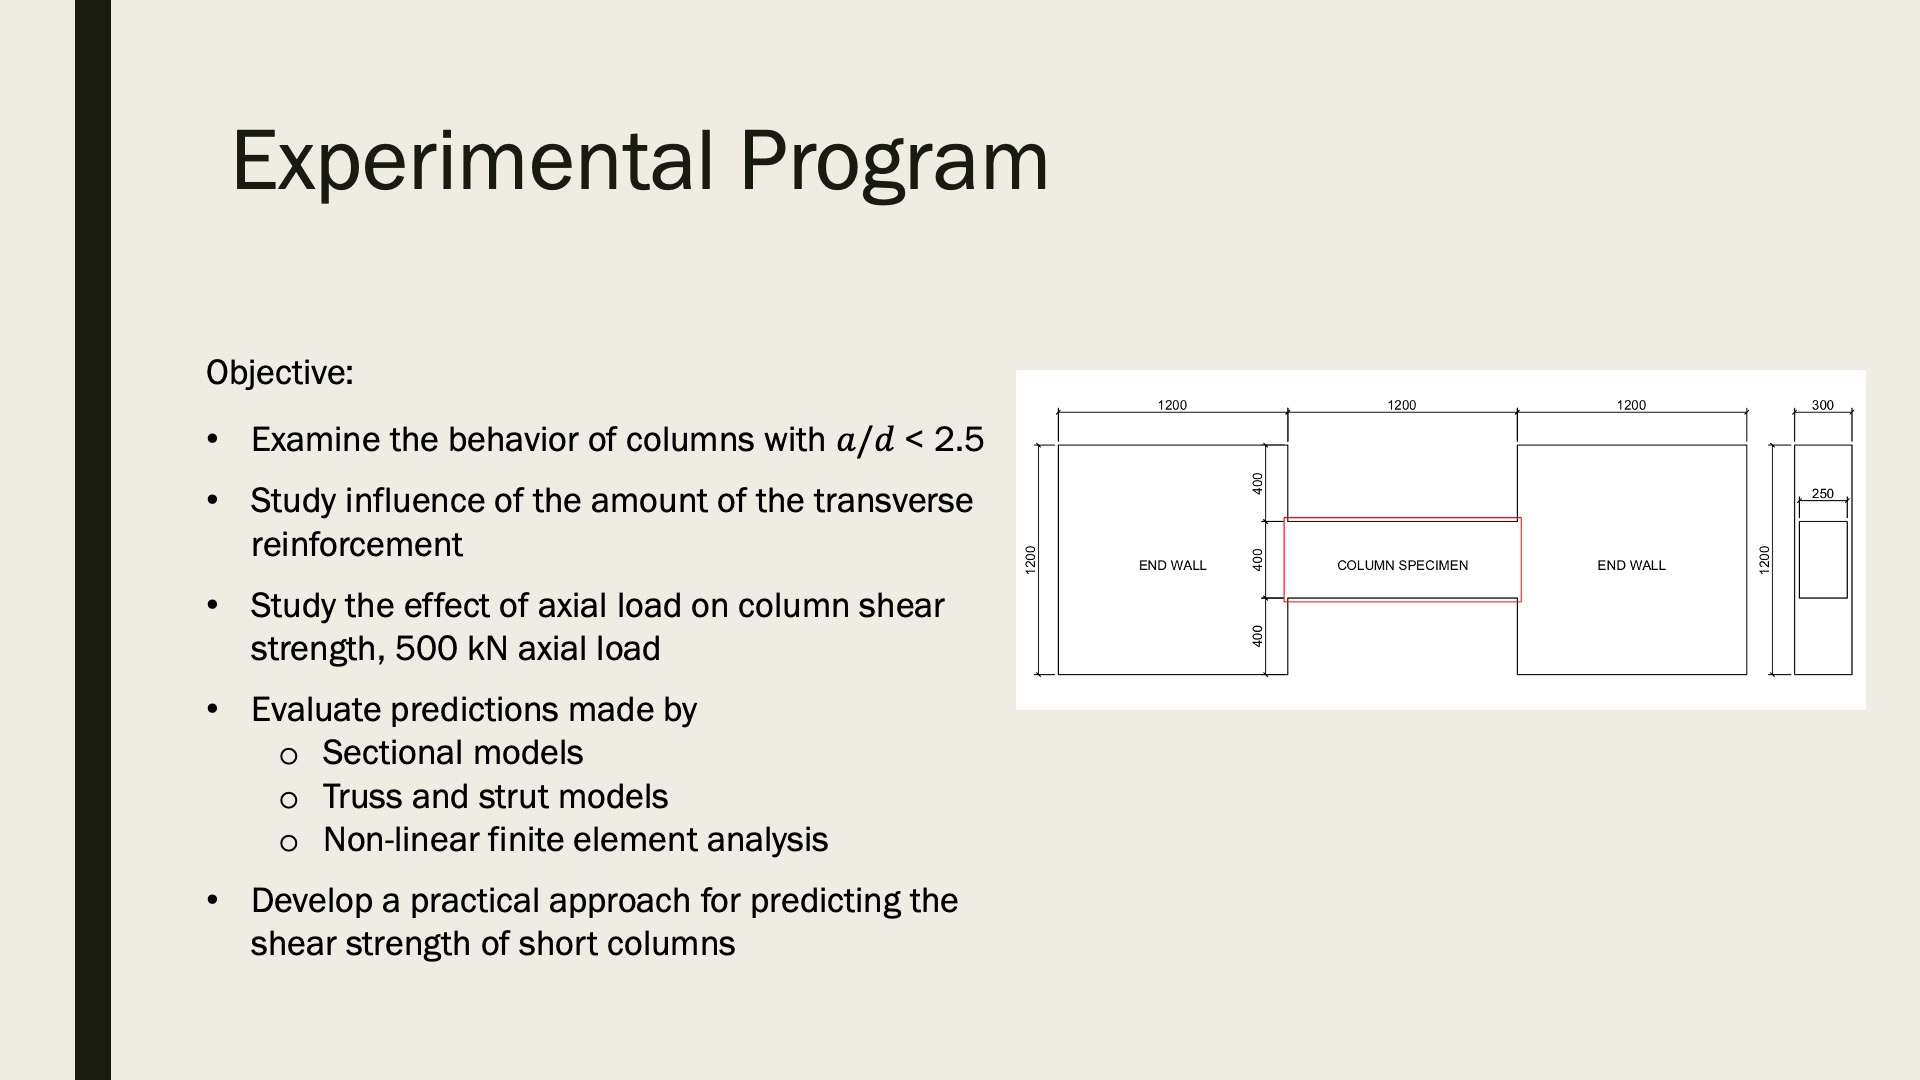 Experimental Program
Objective:
• Examine the behavior of columns with 𝑎/𝑑 < 2.5
• Study influence of the amount of the transverse
reinforcement
• Study the effect of axial load on column shear
strength, 500 kN axial load
• Evaluate predictions made by
o Sectional models
o Truss and strut models
o Non-linear finite element analysis
• Develop a practical approach for predicting the
shear strength of short columns
1200 1200 1200 300
400
250
1200 END WALL 400 COLUMN SPECIMEN END WALL 1200
400